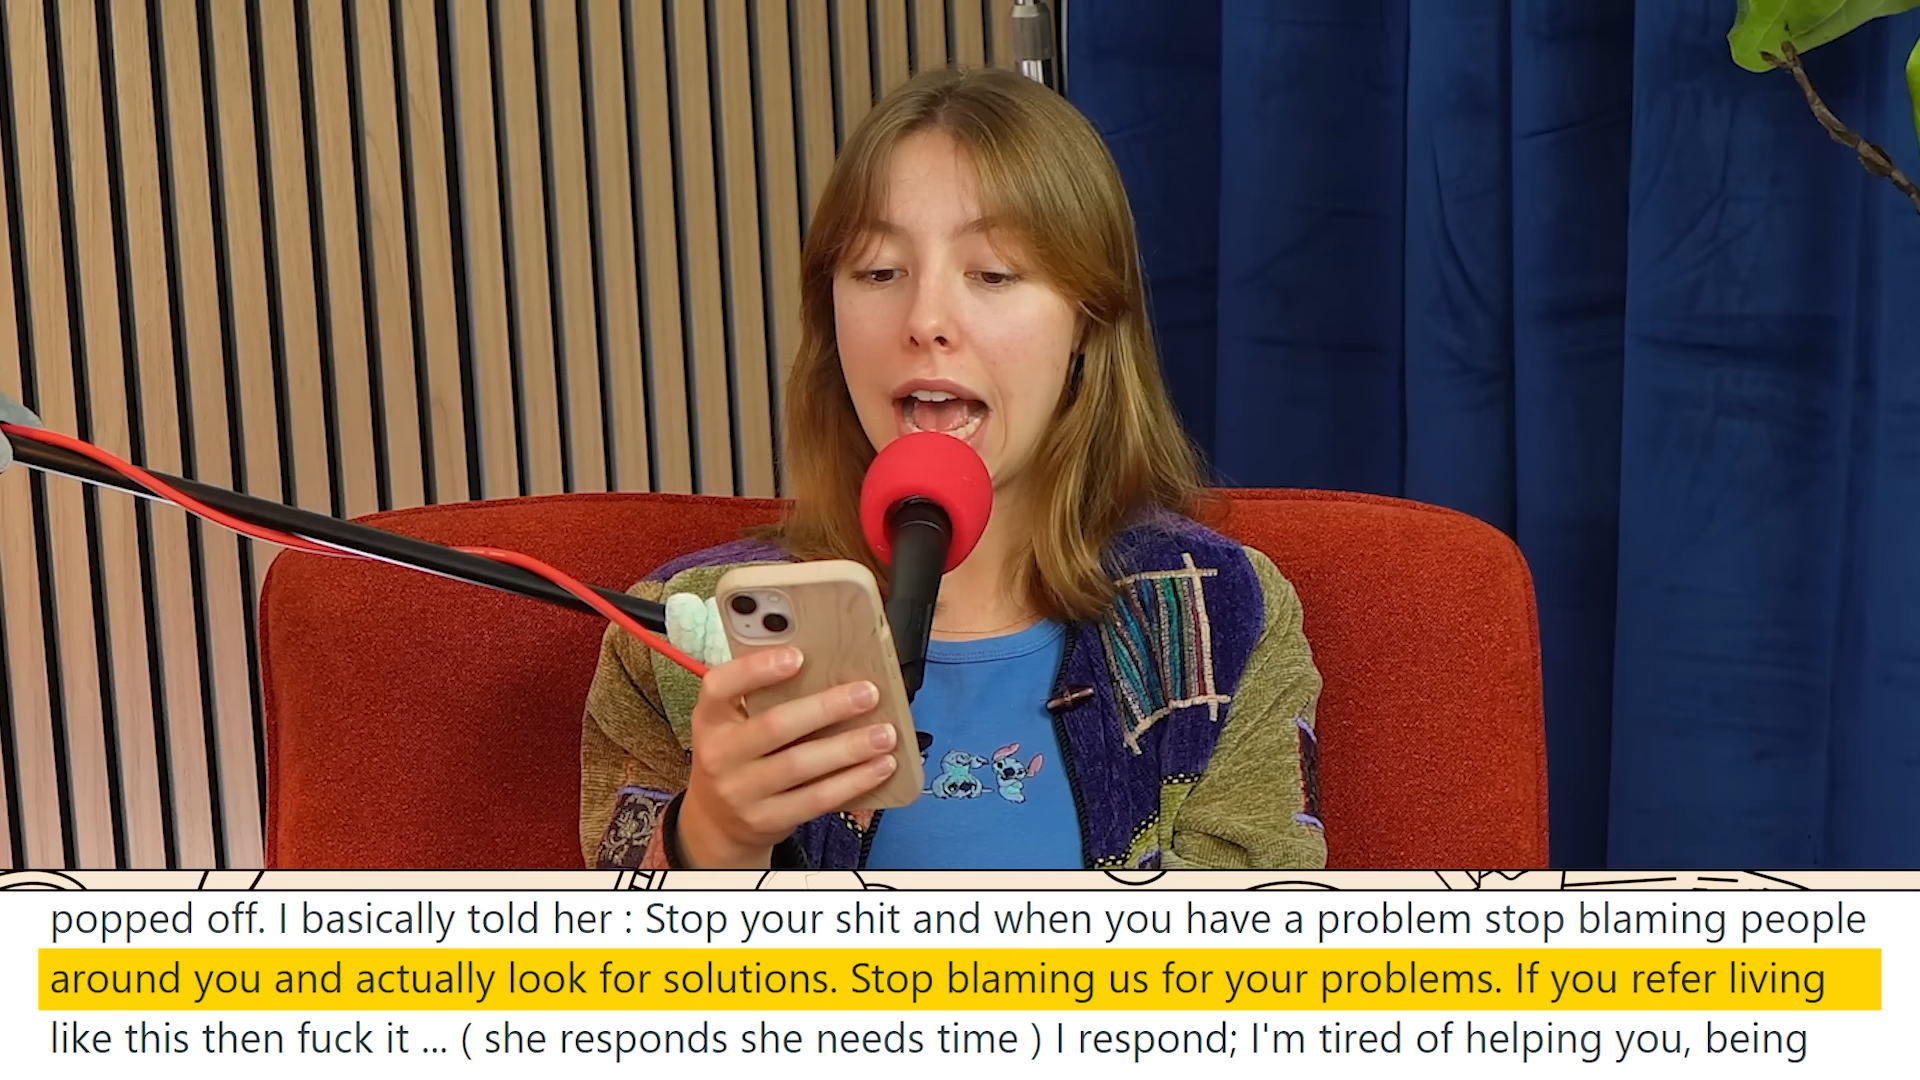 popped off. I basically told her : Stop your shit and when you have a problem stop blaming people
around you and actually look for solutions. Stop blaming us for your problems. If you refer living
like this then fuck it ... ( she responds she needs time ) I respond; I'm tired of helping you, being